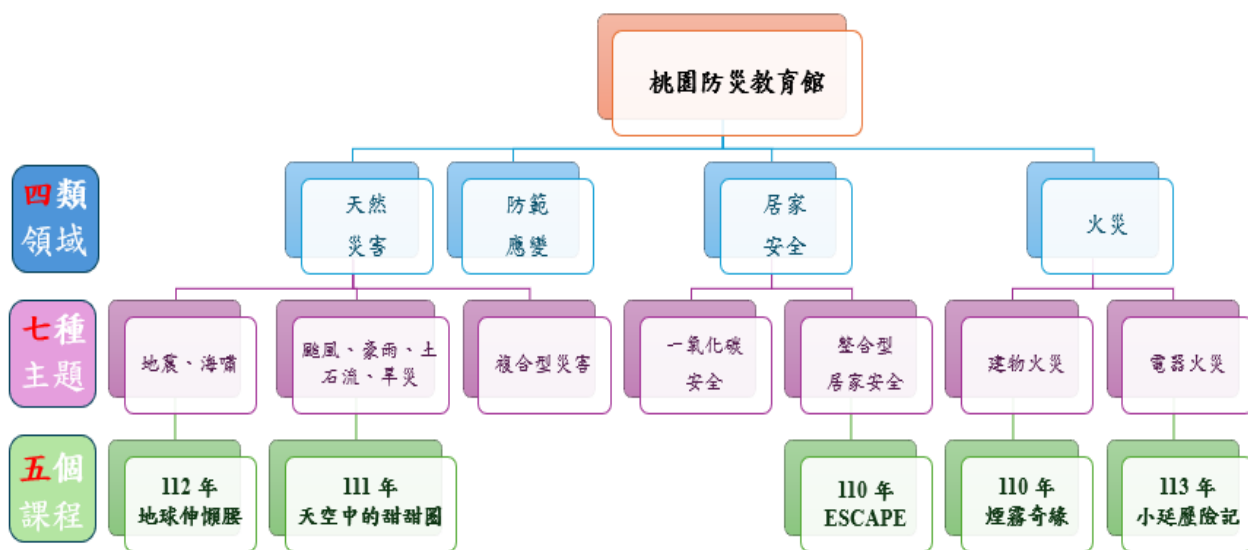 桃園防災教育館
四類
領域
天然
災害
防範
應變
居家
安全
火災
七種
主題
地震、海嘯
颱風、豪雨、土
石流、旱災
複合型災害
一氧化碳
安全
整合型
居家安全
建物火災
電器火災
五個
課程
112 年
地球伸懶腰
111 年
天空中的甜甜圈
110 年
ESCAPE
110 年
煙霧奇緣
113 年
小廷歷險記